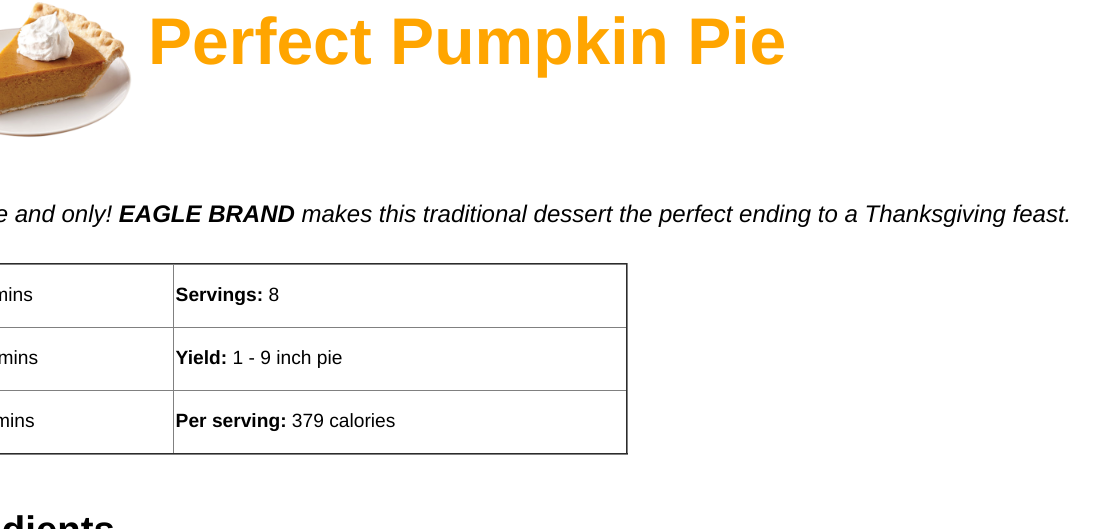 Perfect Pumpkin Pie
and only! EAGLE BRAND makes this traditional dessert the perfect ending to a Thanksgiving feast.
mins Servings: 8
mins Yield: 1 - 9 inch pie
mins Per serving: 379 calories